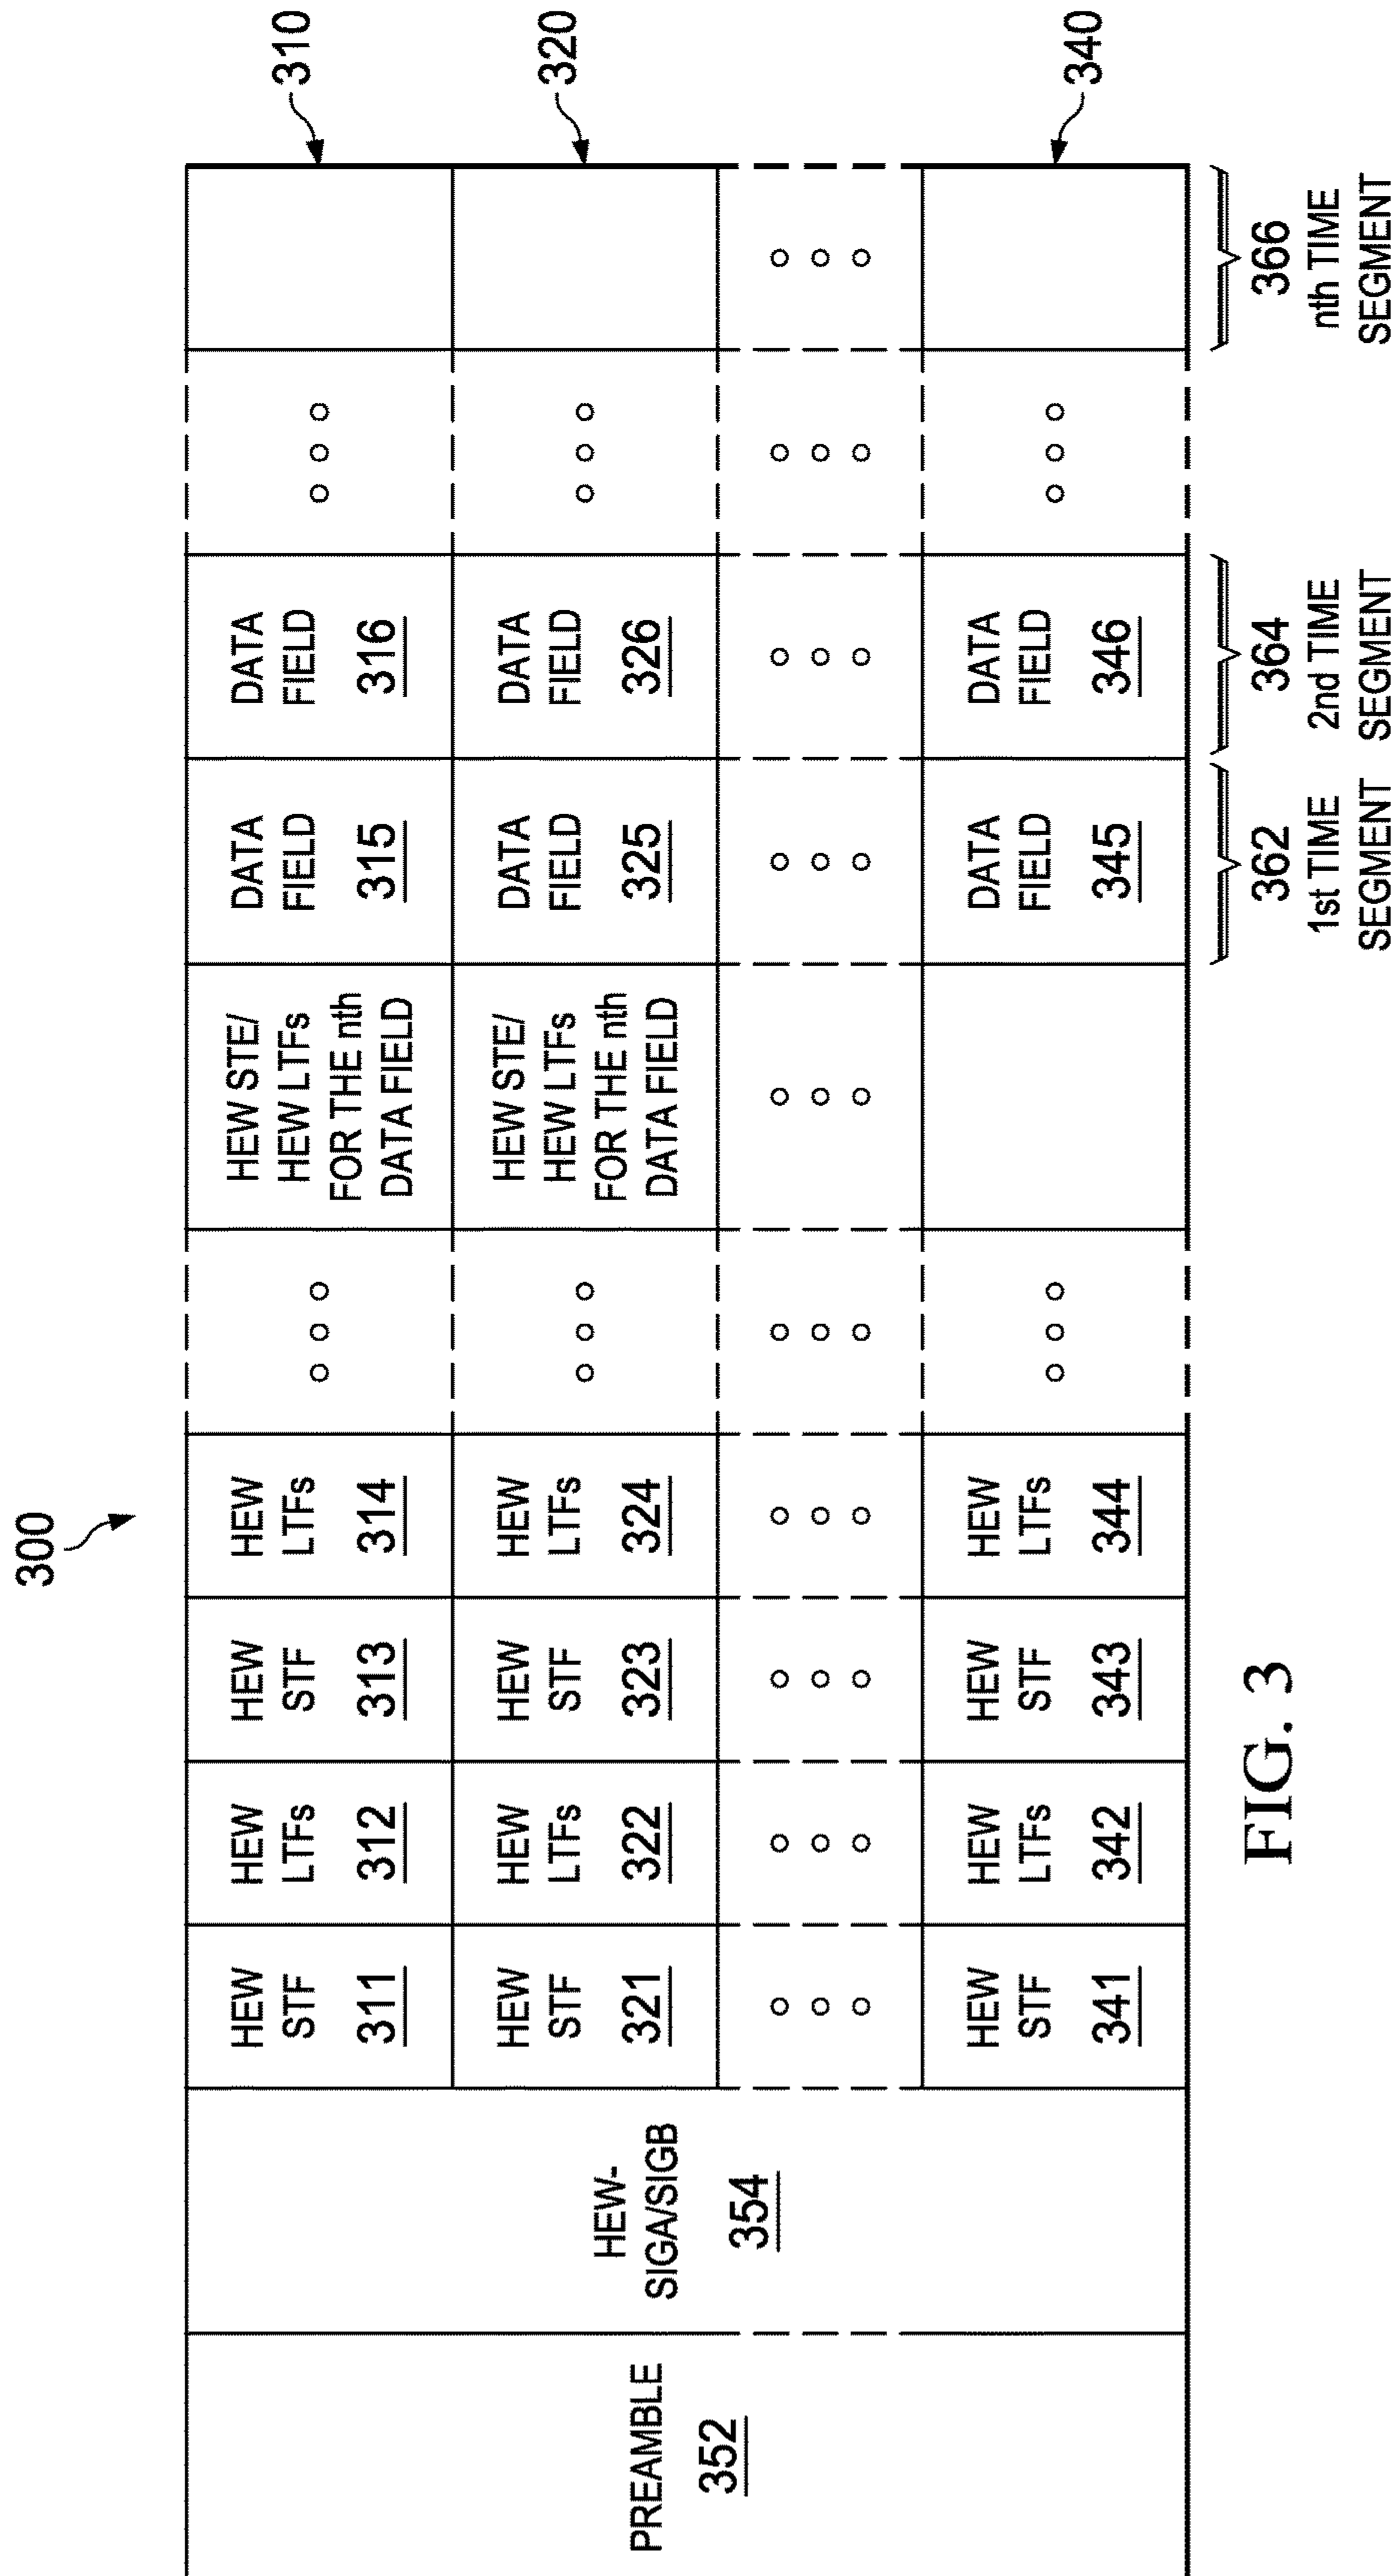 300
PREAMBLE
352
HEW-
SIGA/SIGB
354
HEW
STF
311
HEW
LTFs
312
HEW
STF
313
HEW
LTFs
314
HEW STE/
HEW LTFs
FOR THE nth
DATA FIELD
DATA
FIELD
315
DATA
FIELD
316
310
HEW
STF
321
HEW
LTFs
322
HEW
STF
323
HEW
LTFs
324
HEW STE/
HEW LTFs
FOR THE nth
DATA FIELD
DATA
FIELD
325
DATA
FIELD
326
320
HEW
STF
341
HEW
LTFs
342
HEW
STF
343
HEW
LTFs
344
DATA
FIELD
345
DATA
FIELD
346
340
362
1st TIME
SEGMENT
364
2nd TIME
SEGMENT
366
nth TIME
SEGMENT
FIG. 3